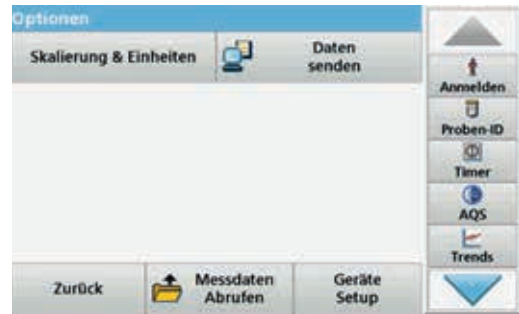 Optionen
Skalierung & Einheiten
Daten
senden
Anmelden
Proben-ID
Timer
AQS
Trends
Zurück
Messdaten
Abrufen
Geräte
Setup